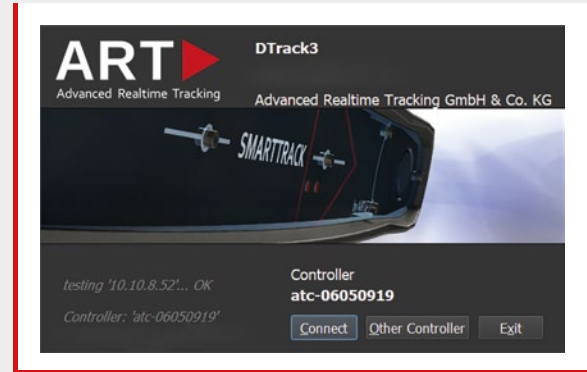 ART
Advanced Realtime Tracking
DTrack3
Advanced Realtime Tracking GmbH & Co. KG
SMARTTRACK
testing '10.10.8.52'... OK
Controller: 'atc-06050919'
Controller
atc-06050919
Connect
Other Controller
Exit